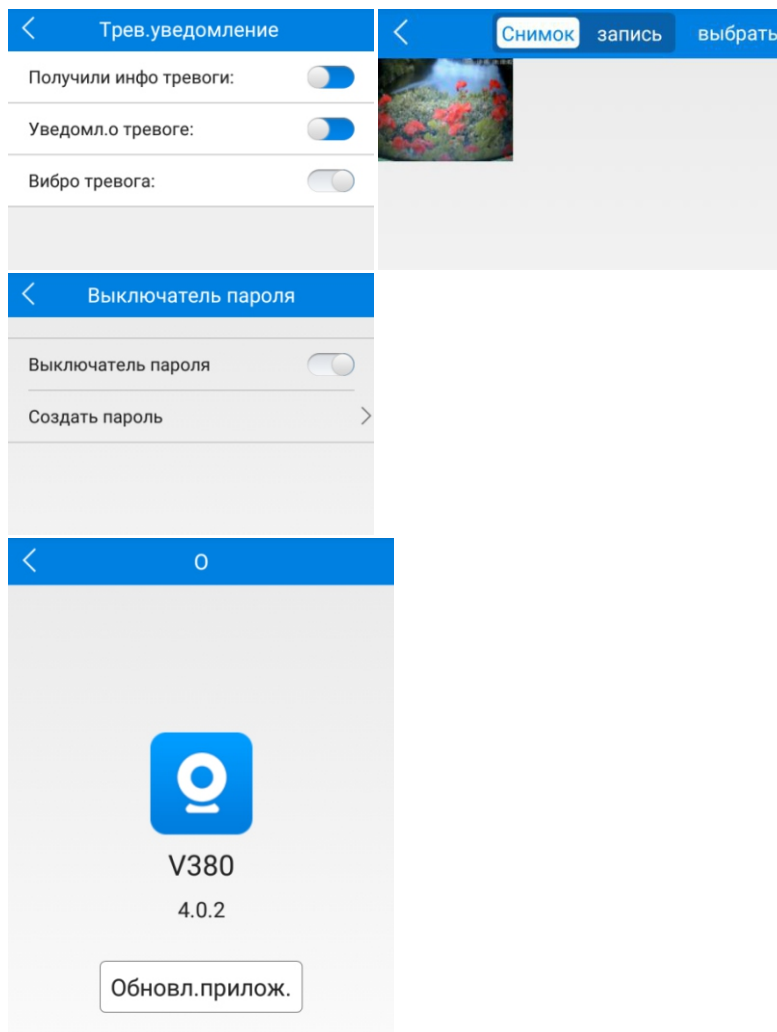 Трев.уведомление
Получили инфо тревоги:
Уведомл.о тревоге:
Вибро тревога:
Снимок запись выбрать
Выключатель пароля
Выключатель пароля
Создать пароль
О
V380
4.0.2
Обновл.прилож.